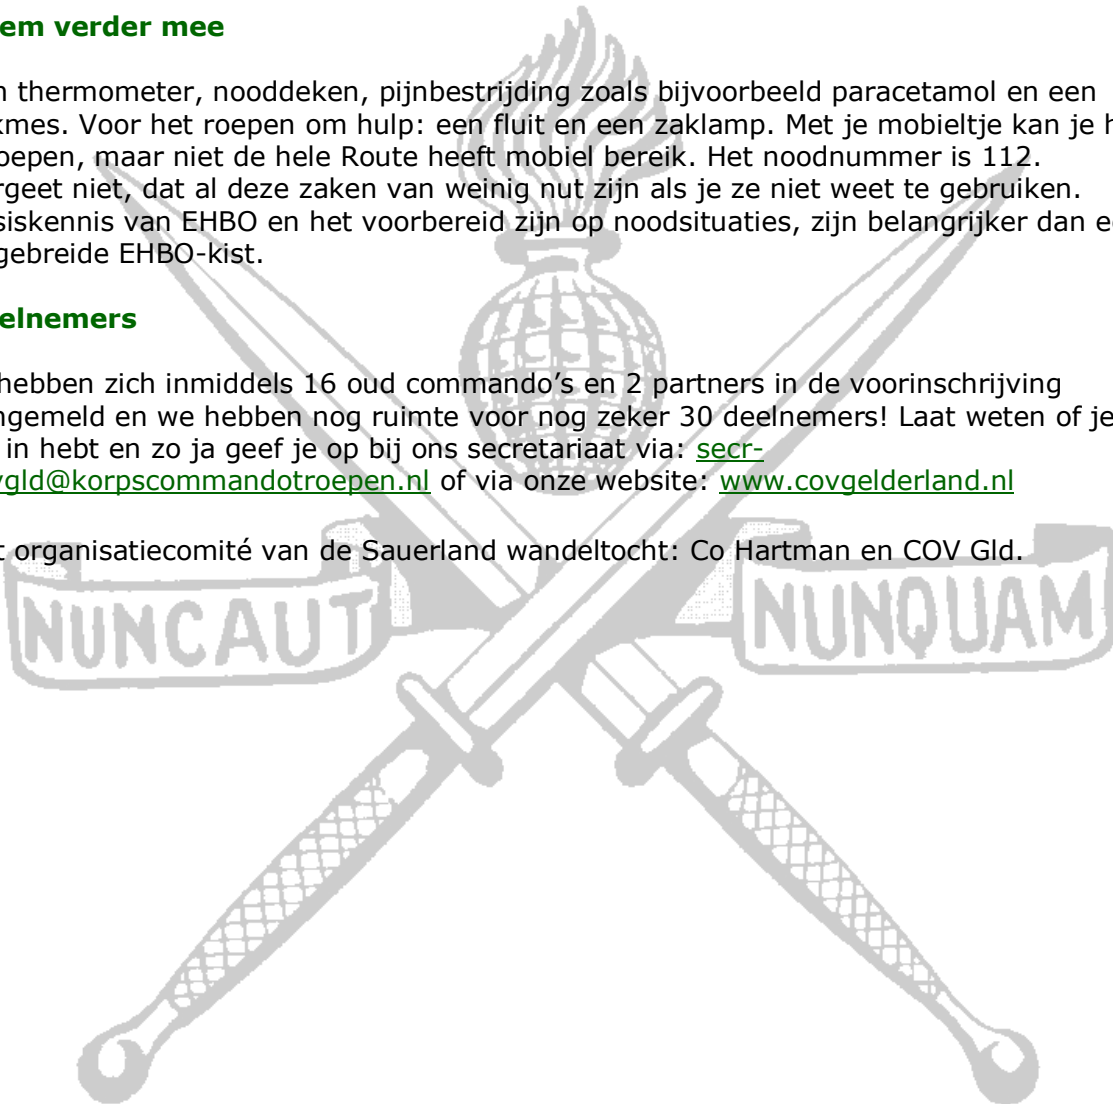 em verder mee
n thermometer, nooddeken, pijnbestrijding zoals bijvoorbeeld paracetamol en een
kmes. Voor het roepen om hulp: een fluit en een zaklamp. Met je mobieltje kan je h
oepen, maar niet de hele Route heeft mobiel bereik. Het noodnummer is 112.
rgeet niet, dat al deze zaken van weinig nut zijn als je ze niet weet te gebruiken.
siskennis van EHBO en het voorbereid zijn op noodsituaties, zijn belangrijker dan e
gebreide EHBO-kist.
elnemers
hebben zich inmiddels 16 oud commando’s en 2 partners in de voorinschrijving
ngemeld en we hebben nog ruimte voor nog zeker 30 deelnemers! Laat weten of je
in hebt en zo ja geef je op bij ons secretariaat via: secr-
vgld@korpscommandotroepen.nl of via onze website: www.covgelderland.nl
t organisatiecomité van de Sauerland wandeltocht: Co Hartman en COV Gld.
NUNC AUT NUNQUAM